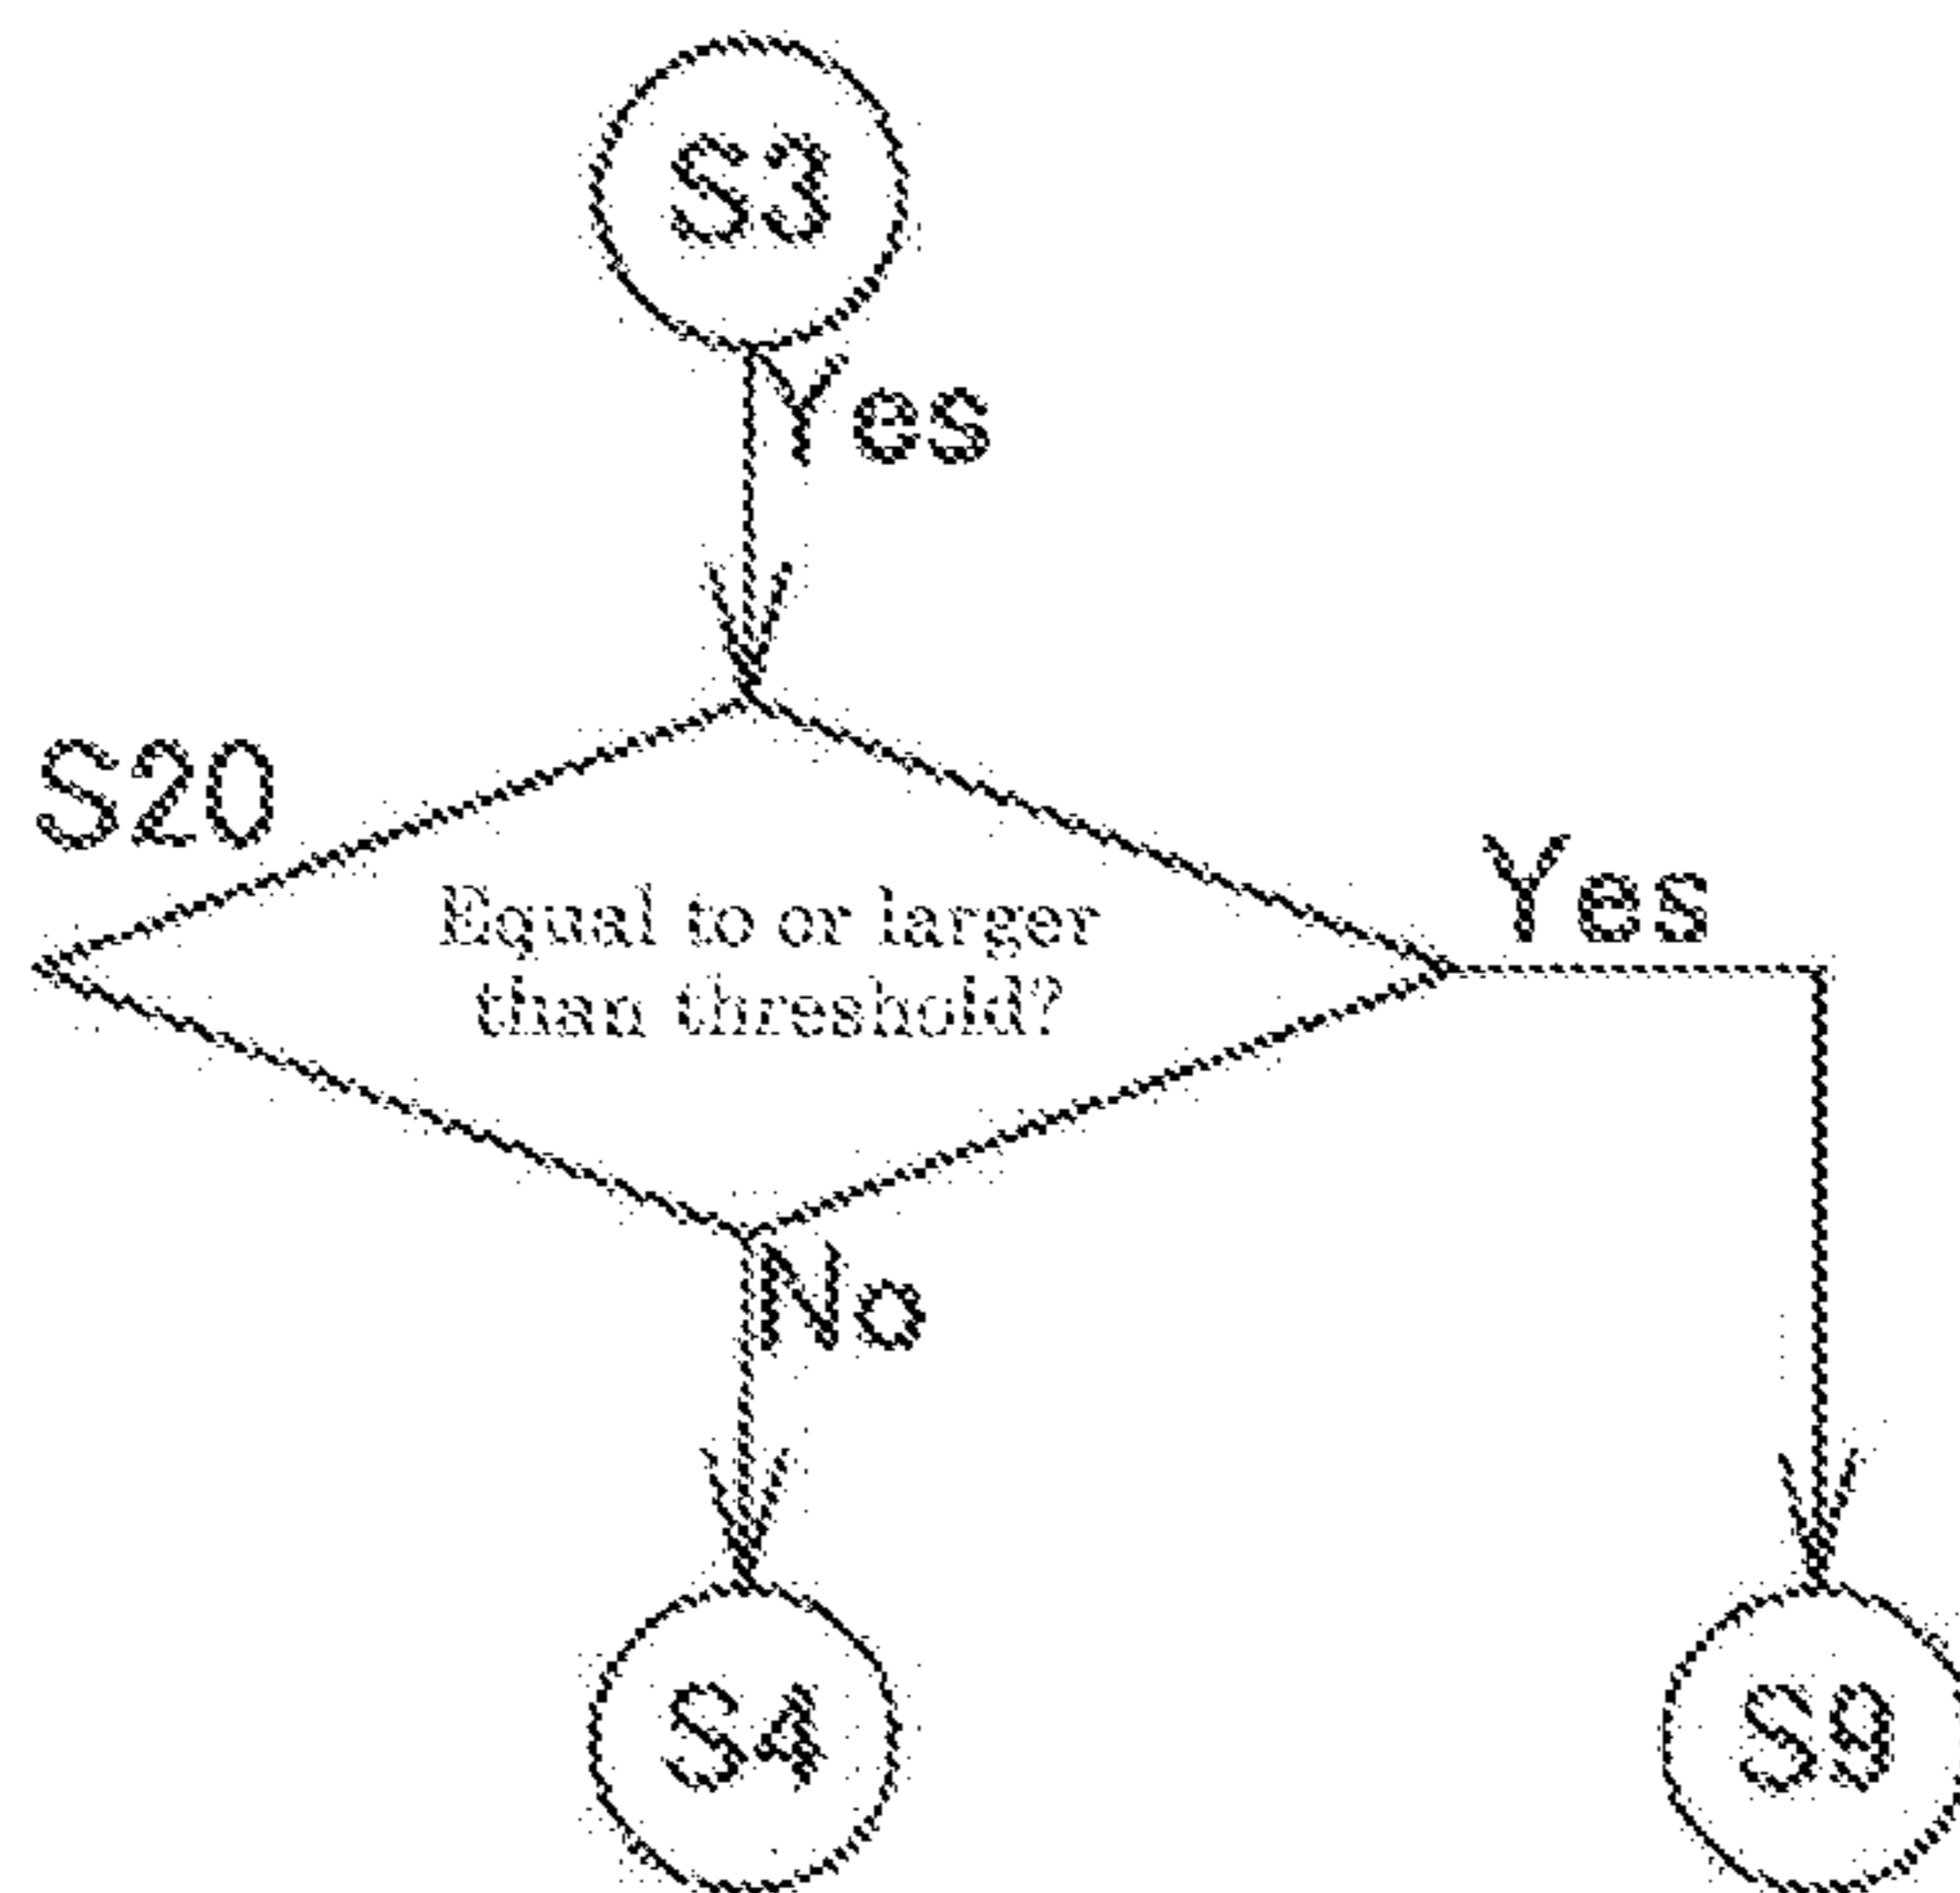 S3
Yes
S20
Equal to or larger
than threshold?
Yes
No
S4
S9